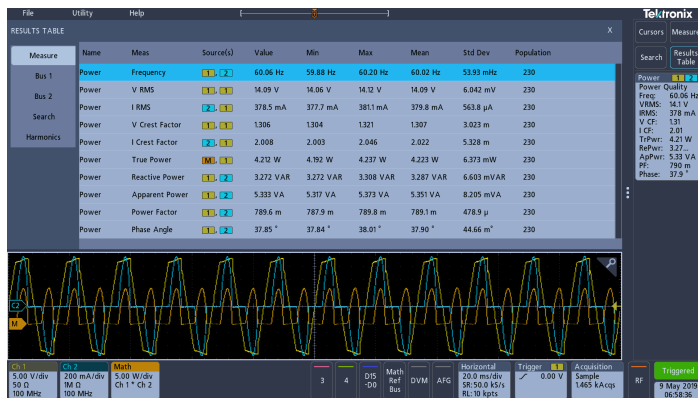 File Utility Help
Tektronix
RESULTS TABLE X
Cursors Measure
Search Results Table
Measure
Bus 1
Bus 2
Search
Harmonics
Name Meas Source(s) Value Min Max Mean Std Dev Population
Power Frequency 1 , 2 60.06 Hz 59.88 Hz 60.20 Hz 60.02 Hz 53.93 mHz 230
Power V RMS 1 , 1 14.09 V 14.06 V 14.12 V 14.09 V 6.042 mV 230
Power I RMS 2 , 1 378.5 mA 377.7 mA 381.1 mA 379.8 mA 563.8 µA 230
Power V Crest Factor 1 , 1 1.306 1.304 1.321 1.307 3.023 m 230
Power I Crest Factor 2 , 1 2.008 2.003 2.046 2.022 5.328 m 230
Power True Power M , 1 4.212 W 4.192 W 4.237 W 4.223 W 6.373 mW 230
Power Reactive Power 1 , 2 3.272 VAR 3.272 VAR 3.308 VAR 3.287 VAR 6.603 mVAR 230
Power Apparent Power 1 , 2 5.333 VA 5.317 VA 5.373 VA 5.351 VA 8.205 mVA 230
Power Power Factor 1 , 2 789.6 m 787.9 m 789.8 m 789.1 m 478.9 µ 230
Power Phase Angle 1 , 2 37.85 ° 37.84 ° 38.01 ° 37.90 ° 44.66 m° 230
Power 1 2
Power Quality
Freq: 60.06 Hz
VRMS: 14.1 V
IRMS: 378 mA
V CF: 1.31
I CF: 2.01
TrPwr: 4.21 W
RePwr: 3.27...
ApPwr: 5.33 VA
PF: 790 m
Phase: 37.9 °
C2
M
Ch 1
5.00 V/div
50 Ω
100 MHz
Ch 2
200 mA/div
1M Ω
100 MHz
Math
5.00 W/div
Ch 1 * Ch 2
3
4
D15
-D0
Math
Ref
Bus
DVM
AFG
Horizontal
20.0 ms/div
SR: 50.0 kS/s
RL: 10 kpts
Trigger 1
0.00 V
Acquisition
Sample
1.465 kAcqs
RF
Triggered
9 May 2019
06:58:36